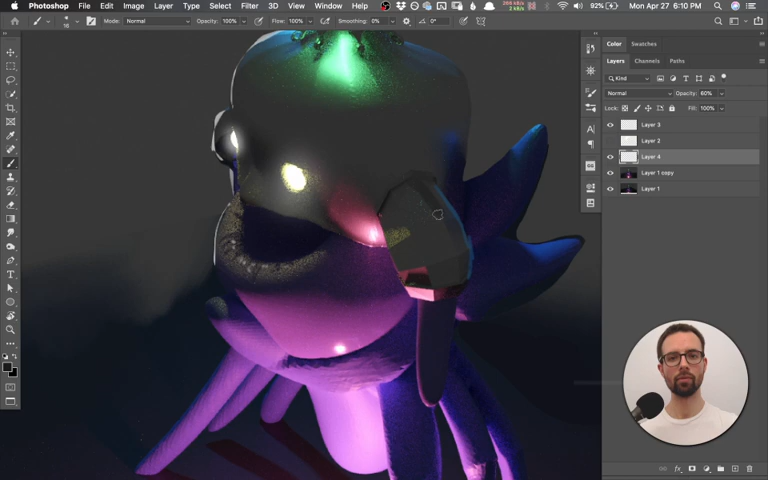 Photoshop File Edit Image Layer Type Select Filter 3D View Window Help 92% Mon Apr 27 6:10 PM
Mode: Normal Opacity: 100% Flow: 100% Smoothing: 0% 0°
Color Swatches
Layers Channels Paths
Kind
Normal Opacity: 60%
Lock: Fill: 100%
Layer 3
Layer 2
Layer 4
Layer 1 copy
Layer 1